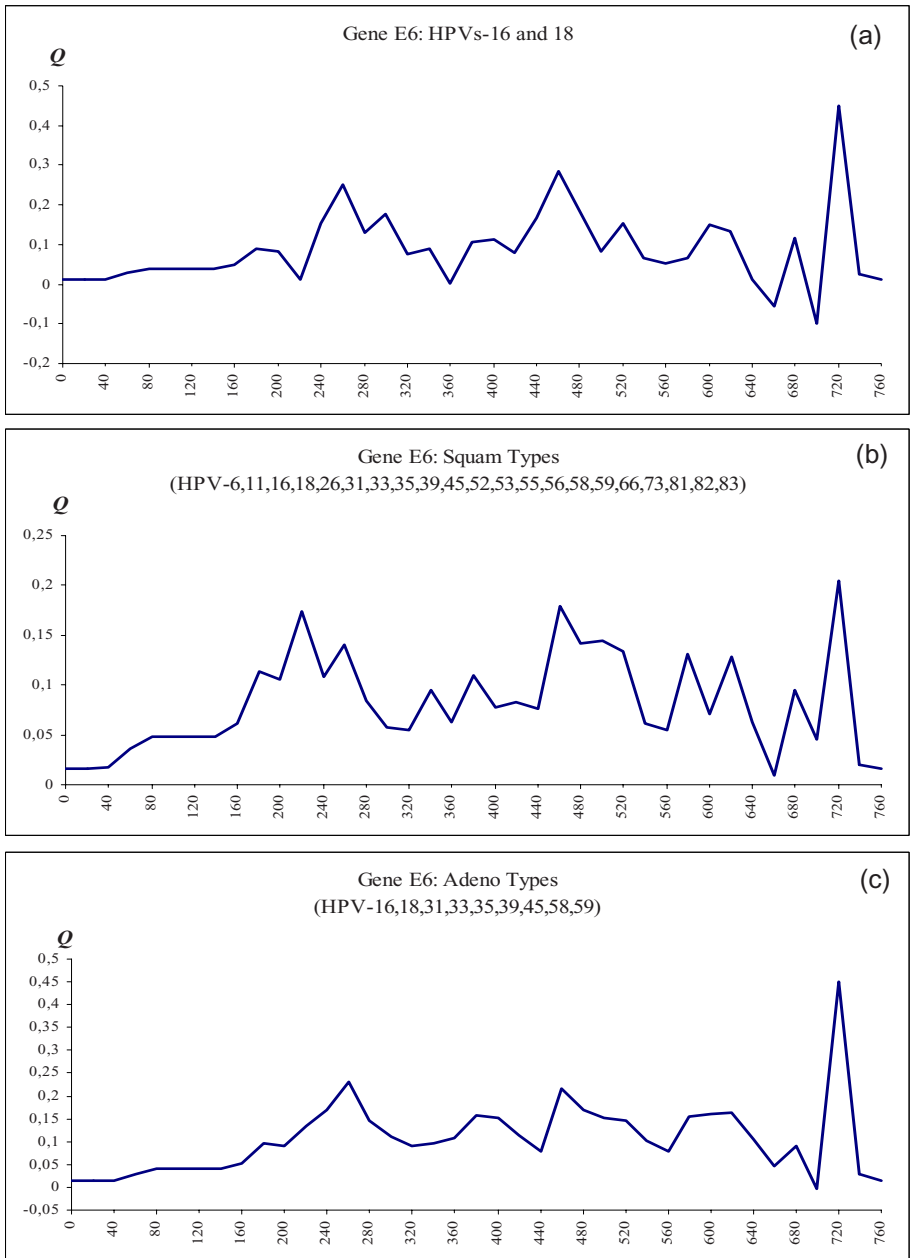 Gene E6: HPVs-16 and 18
(a)
Q
0,5
0,4
0,3
0,2
0,1
0
-0,1
-0,2
0 40 80 120 160 200 240 280 320 360 400 440 480 520 560 600 640 680 720 760
Gene E6: Squam Types
(b)
(HPV-6,11,16,18,26,31,33,35,39,45,52,53,55,56,58,59,66,73,81,82,83)
Q
0,25
0,2
0,15
0,1
0,05
0
0 40 80 120 160 200 240 280 320 360 400 440 480 520 560 600 640 680 720 760
Gene E6: Adeno Types
(c)
(HPV-16,18,31,33,35,39,45,58,59)
Q
0,5
0,45
0,4
0,35
0,3
0,25
0,2
0,15
0,1
0,05
0
-0,05
0 40 80 120 160 200 240 280 320 360 400 440 480 520 560 600 640 680 720 760